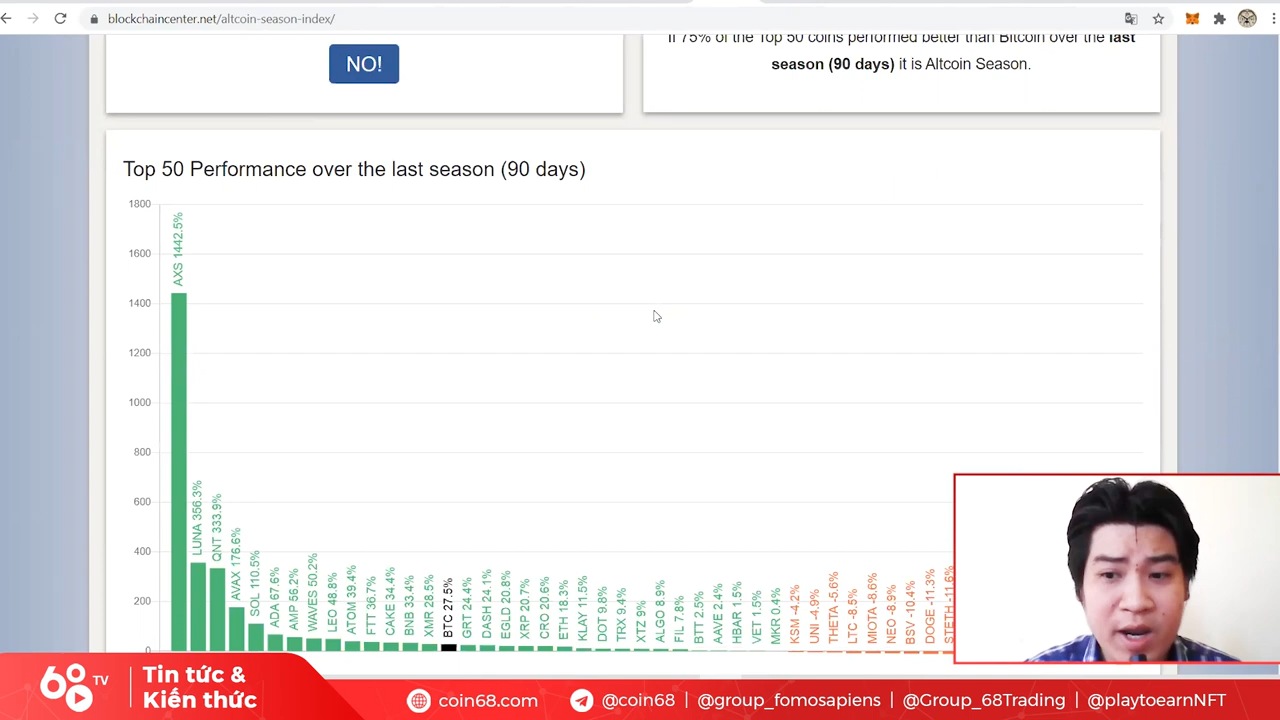 blockchaincenter.net/altcoin-season-index/
NO!
If 75% of the Top 50 coins performed better than Bitcoin over the last
season (90 days) it is Altcoin Season.
Top 50 Performance over the last season (90 days)
1800
1600
1400
1200
1000
800
600
400
200
0
AXS 1442.5%
LUNA 356.3%
QNT 333.9%
AVAX 176.6%
SOL 110.5%
ADA 67.6%
AMP 56.2%
WAVES 50.2%
LEO 48.8%
ATOM 39.4%
FTT 36.7%
CAKE 34.4%
BNB 33.4%
XMR 28.5%
BTC 27.5%
GRT 24.4%
DASH 24.1%
EGLD 20.8%
XRP 20.7%
CRO 20.6%
ETH 18.3%
KLAY 11.5%
DOT 9.8%
TRX 9.4%
XTZ 9%
ALGO 8.9%
FIL 7.8%
BTT 2.5%
AAVE 2.4%
HBAR 1.5%
VET 1.5%
MKR 0.4%
KSM -4.2%
UNI -4.9%
THETA -5.6%
LTC -8.5%
MIOTA -8.6%
NEO -8.9%
BSV -10.4%
DOGE -11.3%
STETH -11.6%
68 TV
Tin tức &
Kiến thức
coin68.com
@coin68 | @group_fomosapiens | @Group_68Trading | @playtoearnNFT